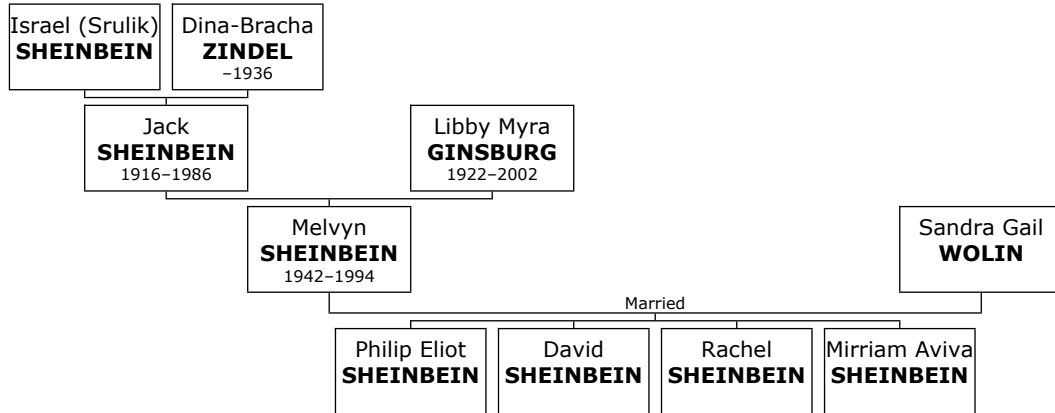 Israel (Srulik)
SHEINBEIN
Dina-Bracha
ZINDEL
–1936
Jack
SHEINBEIN
1916–1986
Libby Myra
GINSBURG
1922–2002
Melvyn
SHEINBEIN
1942–1994
Sandra Gail
WOLIN
Married
Philip Eliot
SHEINBEIN
David
SHEINBEIN
Rachel
SHEINBEIN
Mirriam Aviva
SHEINBEIN